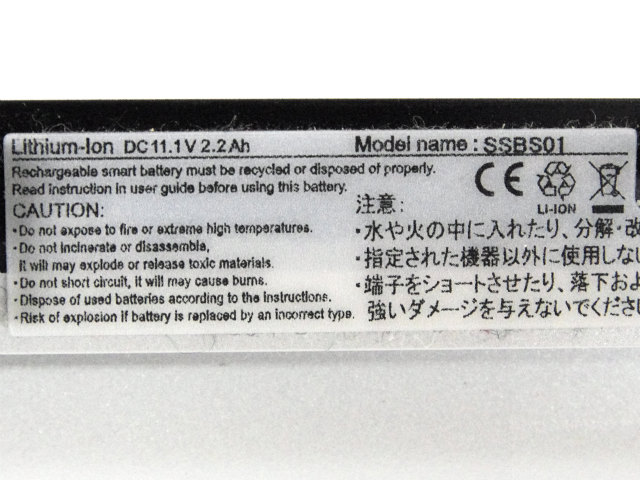 Lithium-Ion DC11.1V 2.2Ah
Model name : SSBS01
Rechargeable smart battery must be recycled or disposed of properly.
Read instruction in user guide before using this battery.
CE
LI-ION
CAUTION:
・Do not expose to fire or extreme high temperatures.
・Do not incinerate or disassemble,
it will may explode or release toxic materials.
・Do not short circuit, it will may cause burns.
・Dispose of used batteries according to the instructions.
・Risk of explosion if battery is replaced by an incorrect type.
注意:
・水や火の中に入れたり、分解・改
・指定された機器以外に使用しな
・端子をショートさせたり、落下お
強いダメージを与えないでくださ